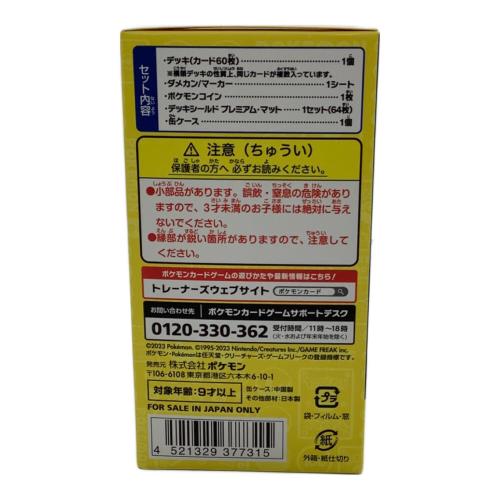 セット内容
・デッキ(カード60枚) 1個
※構築デッキの性質上、同じカードが複数入っています。
・ダメカン/マーカー 1シート
・ポケモンコイン 1枚
・デッキシールド プレミアム・マット 1セット(64枚)
・缶ケース 1個
⚠ 注意(ちゅうい)
保護者の方へ 必ずお読みください。
●小部品があります。誤飲・窒息の危険がありますので、3才未満のお子様には絶対に与えないでください。
●縁部が鋭い箇所がありますので、注意してください。
ポケモンカードゲームの遊びかたや最新情報はこちら!
トレーナーズウェブサイト ポケモンカード
お問い合わせ先 ポケモンカードゲームサポートデスク
0120-330-362 受付時間/11時~18時
(火・水および年末年始を除く)
©2023 Pokémon. ©1995-2023 Nintendo/Creatures Inc./GAME FREAK inc.
ポケモン・Pokémonは任天堂・クリーチャーズ・ゲームフリークの登録商標です。
発売元 株式会社ポケモン
〒106-6108 東京都港区六本木6-10
対象年齢:9才以上
缶ケース:中国製
その他部材:日本製
FOR SALE IN JAPAN ONLY
4 521329 377315
プラ
袋・フィルム・窓
紙
外箱・紙仕切り